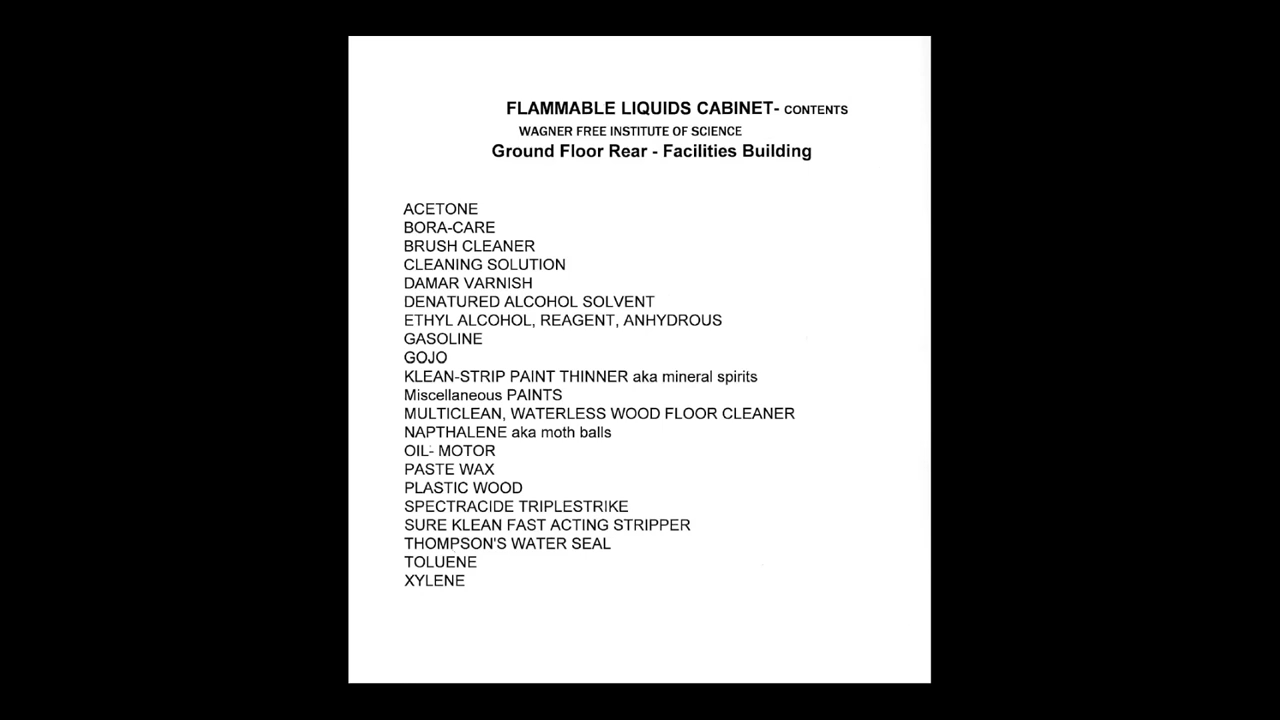 FLAMMABLE LIQUIDS CABINET- CONTENTS
WAGNER FREE INSTITUTE OF SCIENCE
Ground Floor Rear - Facilities Building
ACETONE
BORA-CARE
BRUSH CLEANER
CLEANING SOLUTION
DAMAR VARNISH
DENATURED ALCOHOL SOLVENT
ETHYL ALCOHOL, REAGENT, ANHYDROUS
GASOLINE
GOJO
KLEAN-STRIP PAINT THINNER aka mineral spirits
Miscellaneous PAINTS
MULTICLEAN, WATERLESS WOOD FLOOR CLEANER
NAPTHALENE aka moth balls
OIL- MOTOR
PASTE WAX
PLASTIC WOOD
SPECTRACIDE TRIPLESTRIKE
SURE KLEAN FAST ACTING STRIPPER
THOMPSON'S WATER SEAL
TOLUENE
XYLENE